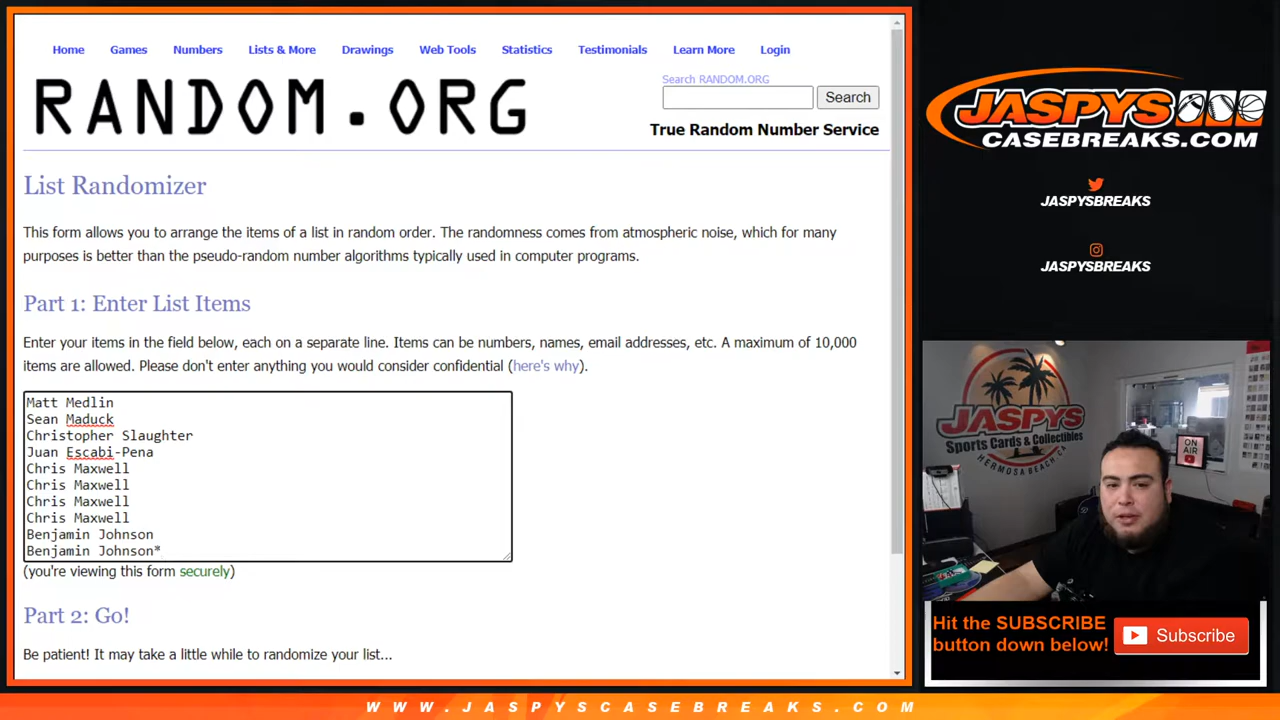 Home Games Numbers Lists & More Drawings Web Tools Statistics Testimonials Learn More Login
RANDOM.ORG
Search RANDOM.ORG
Search
True Random Number Service
List Randomizer
This form allows you to arrange the items of a list in random order. The randomness comes from atmospheric noise, which for many
purposes is better than the pseudo-random number algorithms typically used in computer programs.
Part 1: Enter List Items
Enter your items in the field below, each on a separate line. Items can be numbers, names, email addresses, etc. A maximum of 10,000
items are allowed. Please don't enter anything you would consider confidential (here's why).
Matt Medlin
Sean Maduck
Christopher Slaughter
Juan Escabi-Pena
Chris Maxwell
Chris Maxwell
Chris Maxwell
Chris Maxwell
Benjamin Johnson
Benjamin Johnson*
(you're viewing this form securely)
Part 2: Go!
Be patient! It may take a little while to randomize your list...
JASPYS
CASEBREAKS.COM
JASPYSBREAKS
JASPYSBREAKS
JASPYS
Sports Cards & Collectibles
HERMOSA BEACH, CA
ON
AIR
Hit the SUBSCRIBE
button down below!
Subscribe
WWW.JASPYSCASEBREAKS.COM